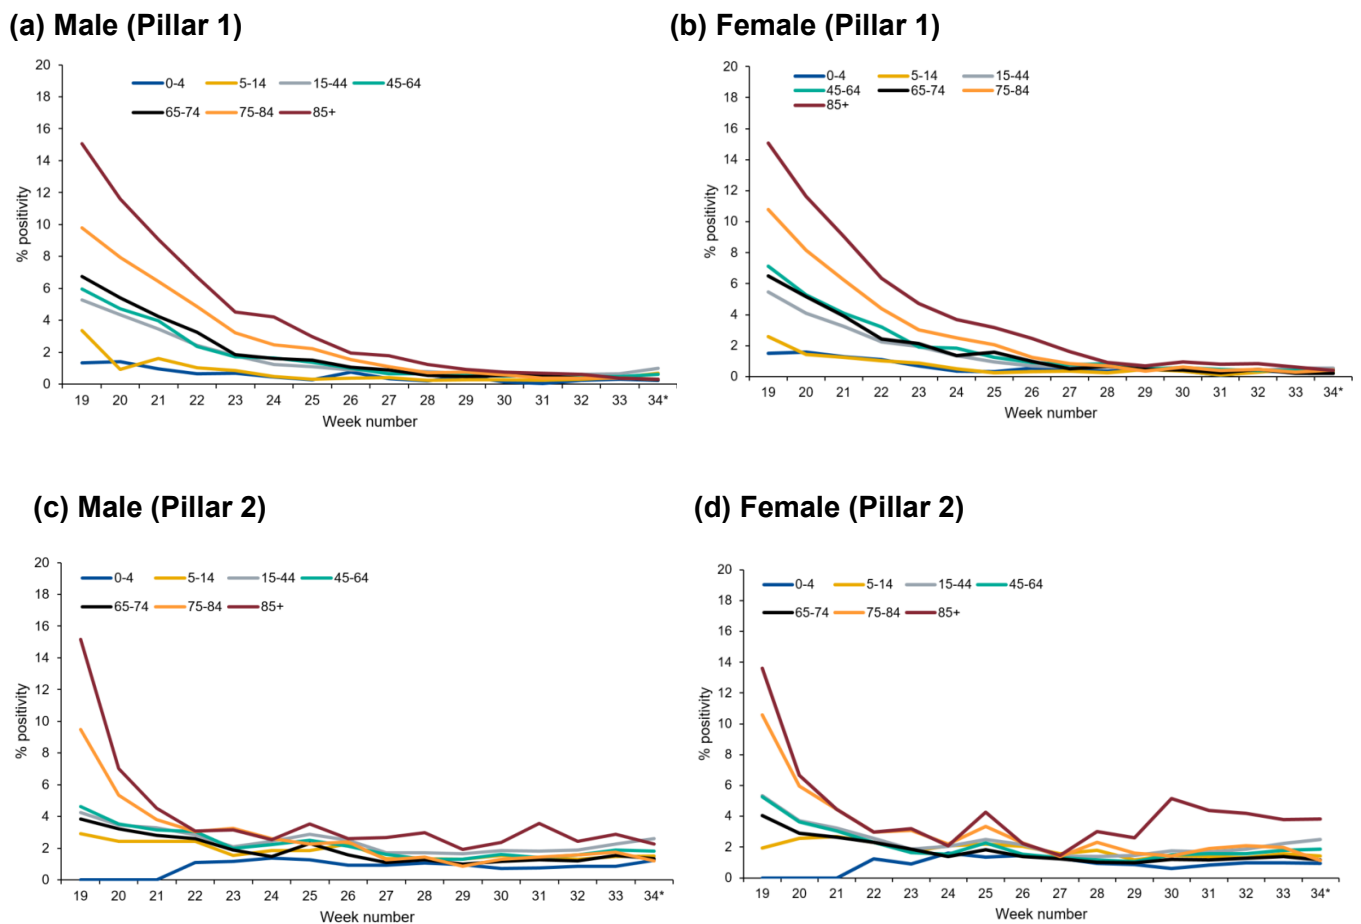 (a) Male (Pillar 1)
20
18
16
14
12
10
8
6
4
2
0
% positivity
0-4 5-14 15-44 45-64
65-74 75-84 85+
19 20 21 22 23 24 25 26 27 28 29 30 31 32 33 34*
Week number
(b) Female (Pillar 1)
20
18
16
14
12
10
8
6
4
2
0
% positivity
0-4 5-14 15-44
45-64 65-74 75-84
85+
19 20 21 22 23 24 25 26 27 28 29 30 31 32 33 34*
Week number
(c) Male (Pillar 2)
20
18
16
14
12
10
8
6
4
2
0
% positivity
0-4 5-14 15-44 45-64
65-74 75-84 85+
19 20 21 22 23 24 25 26 27 28 29 30 31 32 33 34*
Week number
(d) Female (Pillar 2)
20
18
16
14
12
10
8
6
4
2
0
% positivity
0-4 5-14 15-44 45-64
65-74 75-84 85+
19 20 21 22 23 24 25 26 27 28 29 30 31 32 33 34*
Week number